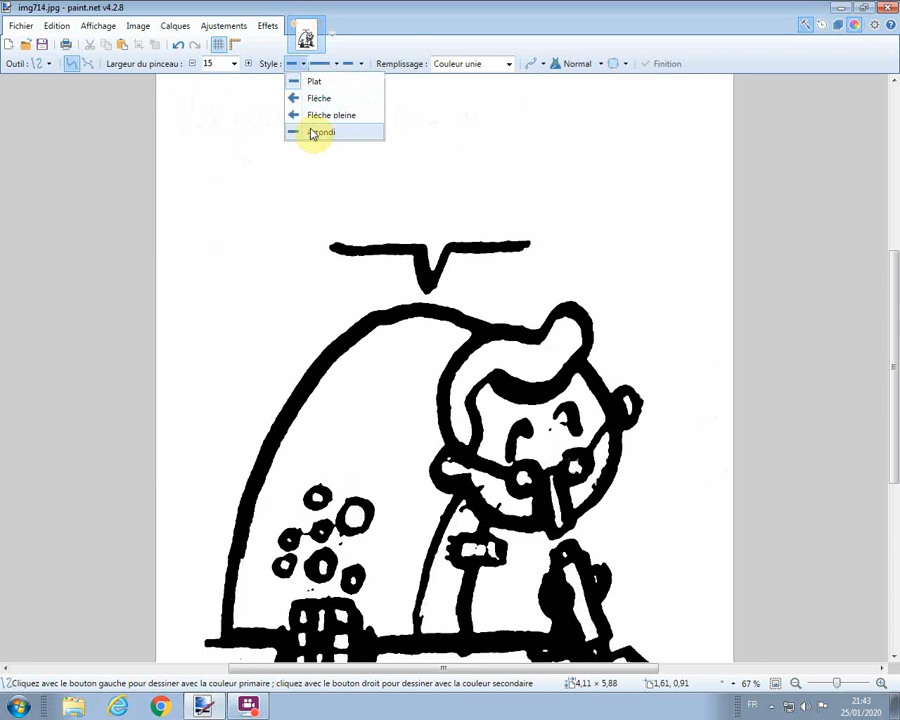 img714.jpg - paint.net v4.2.8
Fichier Edition Affichage Image Calques Ajustements Effets
Outil : Largeur du pinceau : 15 Style : Remplissage : Couleur unie Normal Finition
Plat
Flèche
Flèche pleine
Arrondi
Cliquez avec le bouton gauche pour dessiner avec la couleur primaire ; cliquez avec le bouton droit pour dessiner avec la couleur secondaire 4,11 × 5,88 1,61, 0,91 " 67 %
FR 21:43
25/01/2020